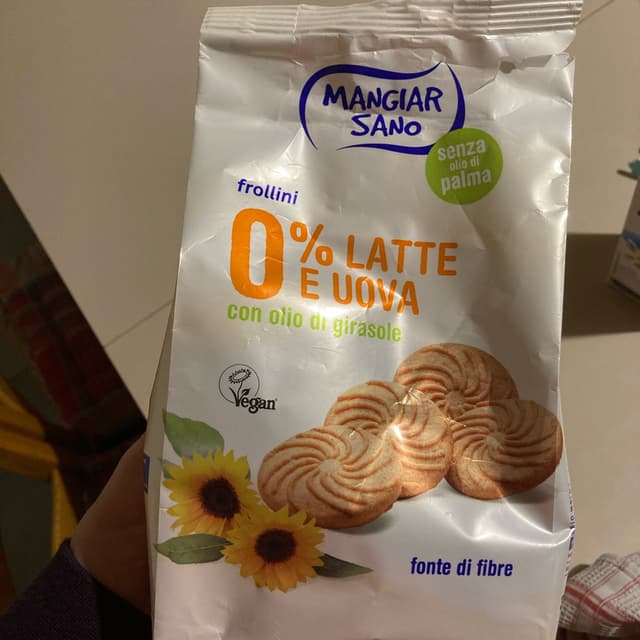 MANGIAR
SANO
senza
olio di
palma
frollini
0% LATTE
E UOVA
con olio di girasole
Vegan
fonte di fibre